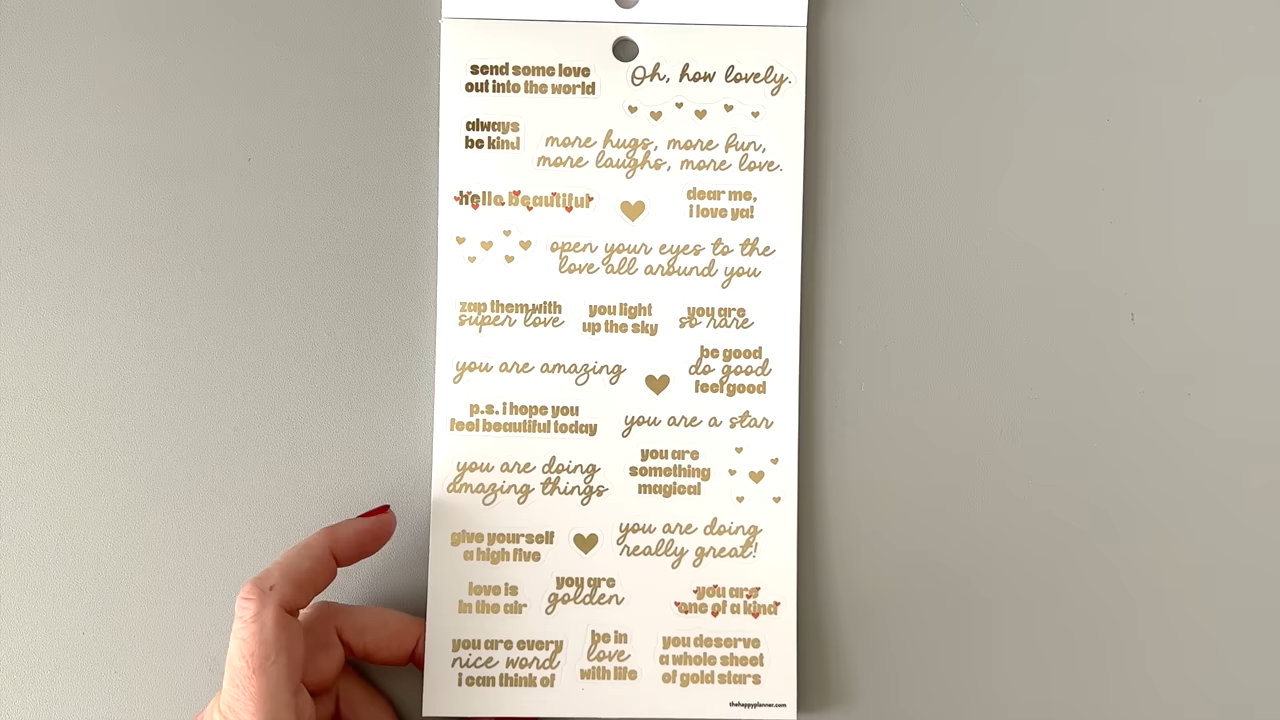 send some love
out into the world
Oh, how lovely.
always
be kind
more hugs, more fun,
more laughs, more love.
hello beautiful
dear me,
i love ya!
open your eyes to the
love all around you
zap them with
super love
you light
up the sky
you are
so rare
you are amazing
be good
do good
feel good
p.s. i hope you
feel beautiful today
you are a star
you are doing
amazing things
you are
something
magical
give yourself
a high five
you are doing
really great!
love is
in the air
you are
golden
you are
one of a kind
you are every
nice word
i can think of
be in
love
with life
you deserve
a whole sheet
of gold stars
thehappyplanner.com